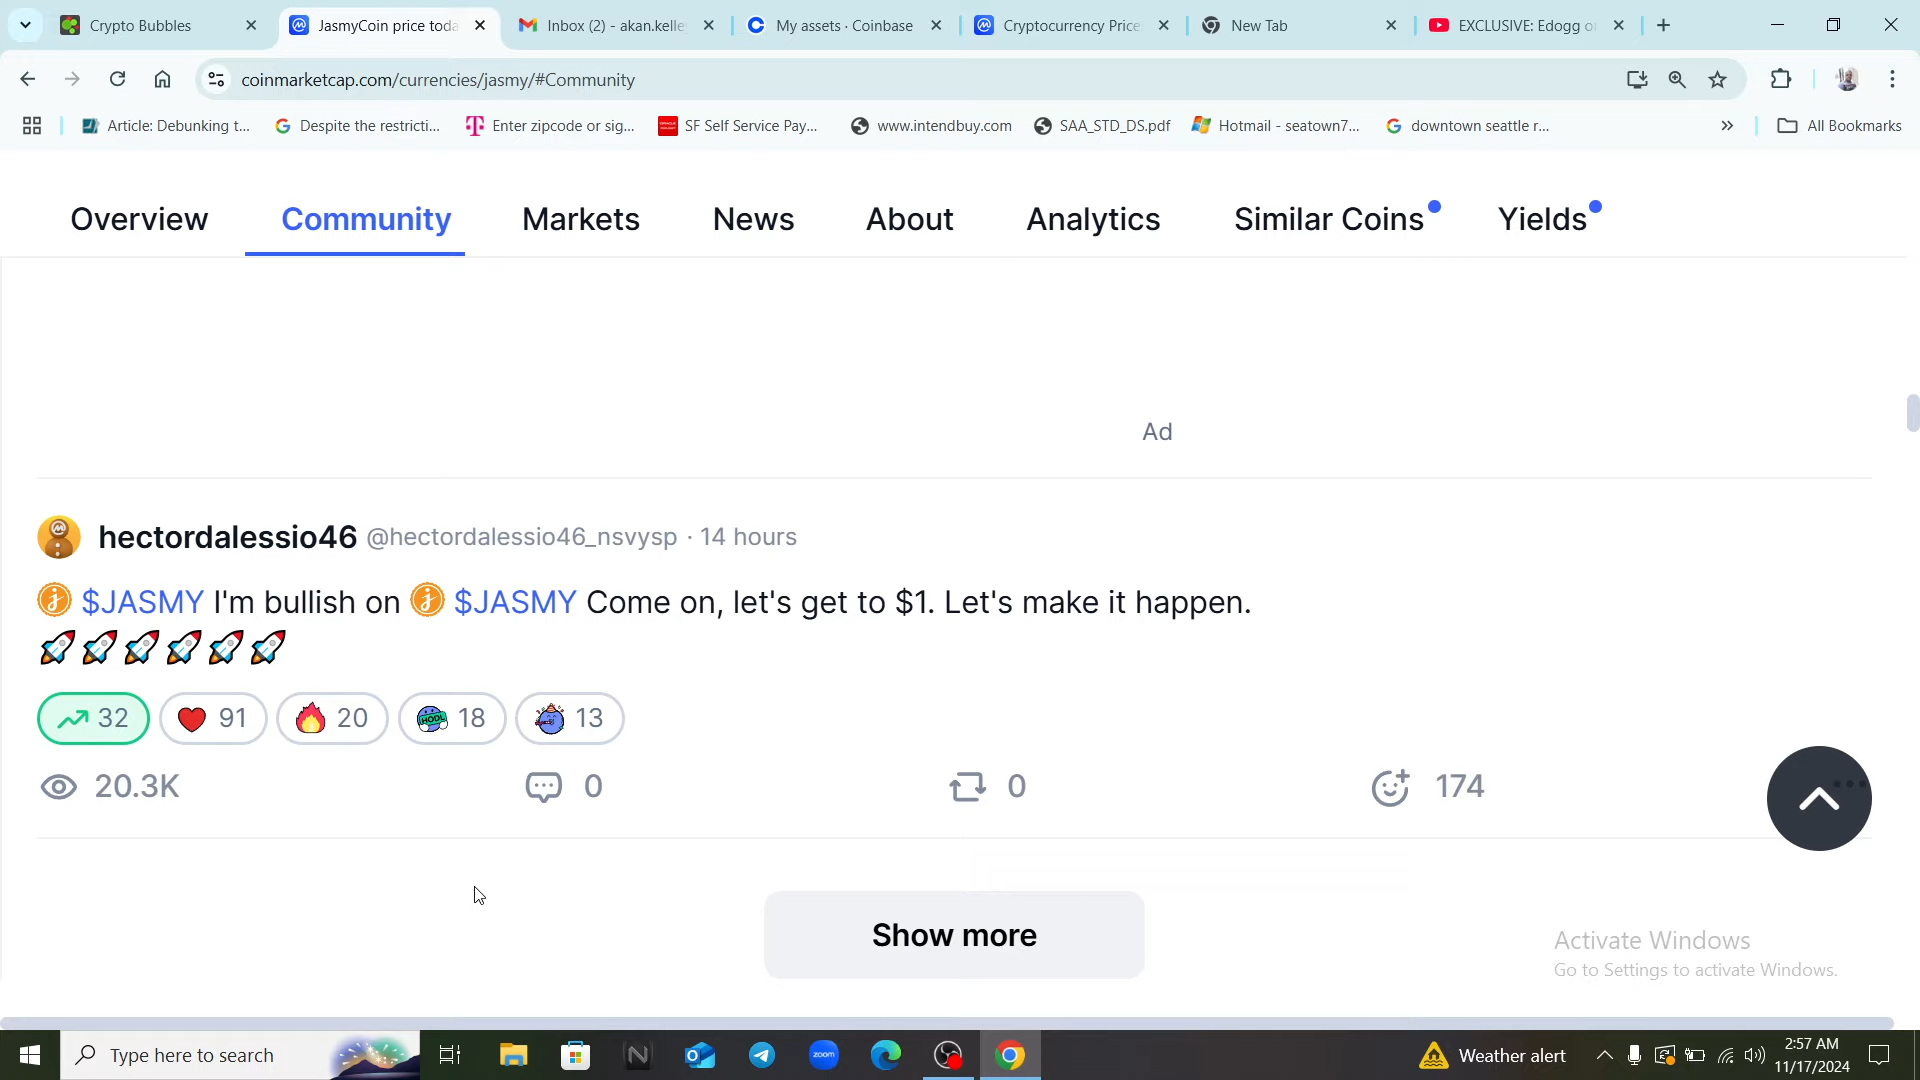 Crypto Bubbles
JasmyCoin price toda
Inbox (2) - akan.kelle
My assets · Coinbase
Cryptocurrency Price
New Tab
EXCLUSIVE: Edogg o
coinmarketcap.com/currencies/jasmy/#Community
Article: Debunking t...
Despite the restricti...
Enter zipcode or sig...
SF Self Service Pay...
www.intendbuy.com
SAA_STD_DS.pdf
Hotmail - seatown7...
downtown seattle r...
All Bookmarks
Overview
Community
Markets
News
About
Analytics
Similar Coins
Yields
Ad
hectordalessio46 @hectordalessio46_nsvysp · 14 hours
$JASMY I'm bullish on $JASMY Come on, let's get to $1. Let's make it happen.
🚀🚀🚀🚀🚀🚀
32
91
20
HODL 18
13
20.3K
0
0
174
Show more
Activate Windows
Go to Settings to activate Windows.
Type here to search
zoom
Weather alert
2:57 AM
11/17/2024